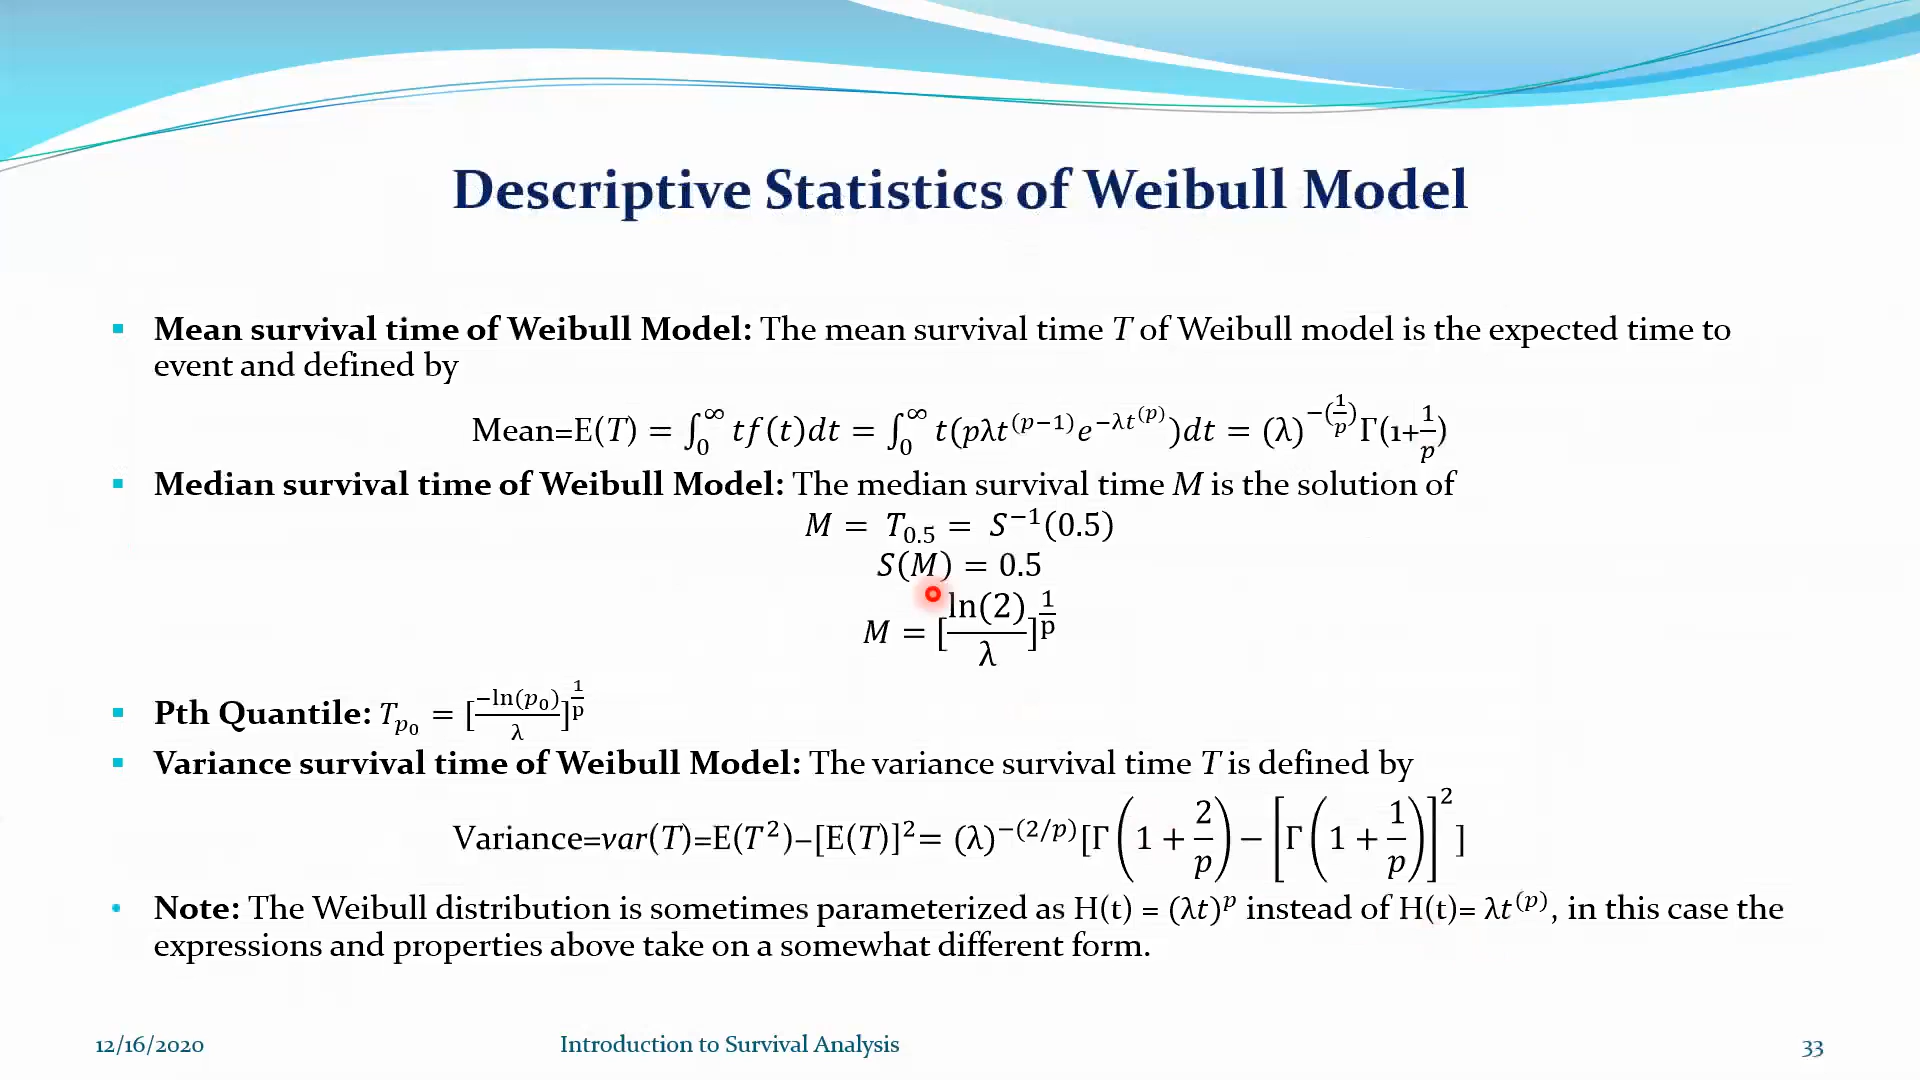 Descriptive Statistics of Weibull Model
▪ Mean survival time of Weibull Model: The mean survival time T of Weibull model is the expected time to
event and defined by
Mean=E(T) = ∫₀^∞ tf(t)dt = ∫₀^∞ t(pλt^(p−1)e^−λt^(p))dt = (λ)^−(1/p)Γ(1+1/p)
▪ Median survival time of Weibull Model: The median survival time M is the solution of
M = T₀.₅ = S⁻¹(0.5)
S(M) = 0.5
M = [ln(2)/λ]^1/p
▪ Pth Quantile: T_p₀ = [−ln(p₀)/λ]^1/p
▪ Variance survival time of Weibull Model: The variance survival time T is defined by
Variance=var(T)=E(T²)–[E(T)]²= (λ)^−(2/p)[Γ(1 + 2/p) − [Γ(1 + 1/p)]²]
• Note: The Weibull distribution is sometimes parameterized as H(t) = (λt)^p instead of H(t)= λt^(p), in this case the
expressions and properties above take on a somewhat different form.
12/16/2020 Introduction to Survival Analysis 33